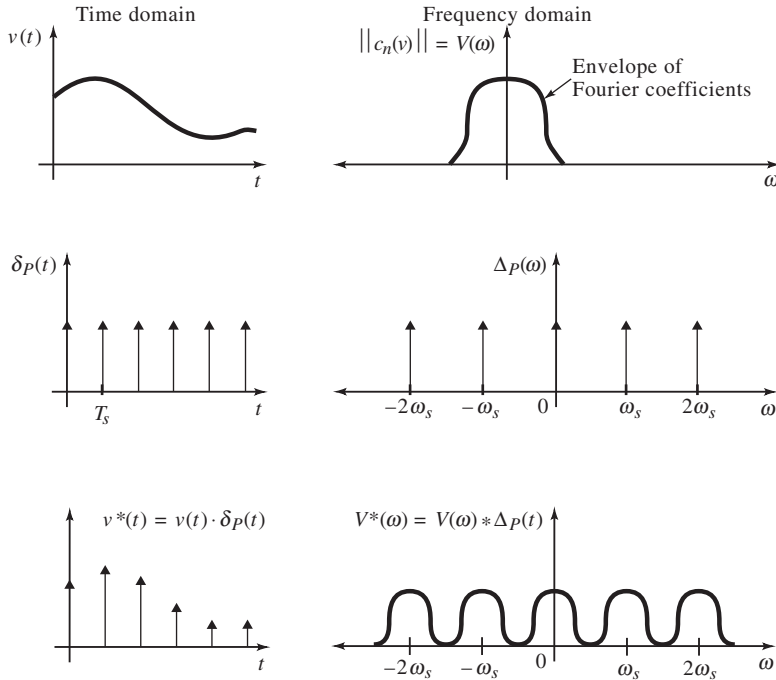 Time domain
Frequency domain
v(t)
||c_n(v)|| = V(ω)
Envelope of
Fourier coefficients
t
ω
δ_P(t)
Δ_P(ω)
T_s
t
−2ω_s
−ω_s
0
ω_s
2ω_s
ω
v*(t) = v(t)·δ_P(t)
V*(ω) = V(ω)*Δ_P(t)
t
−2ω_s
−ω_s
0
ω_s
2ω_s
ω